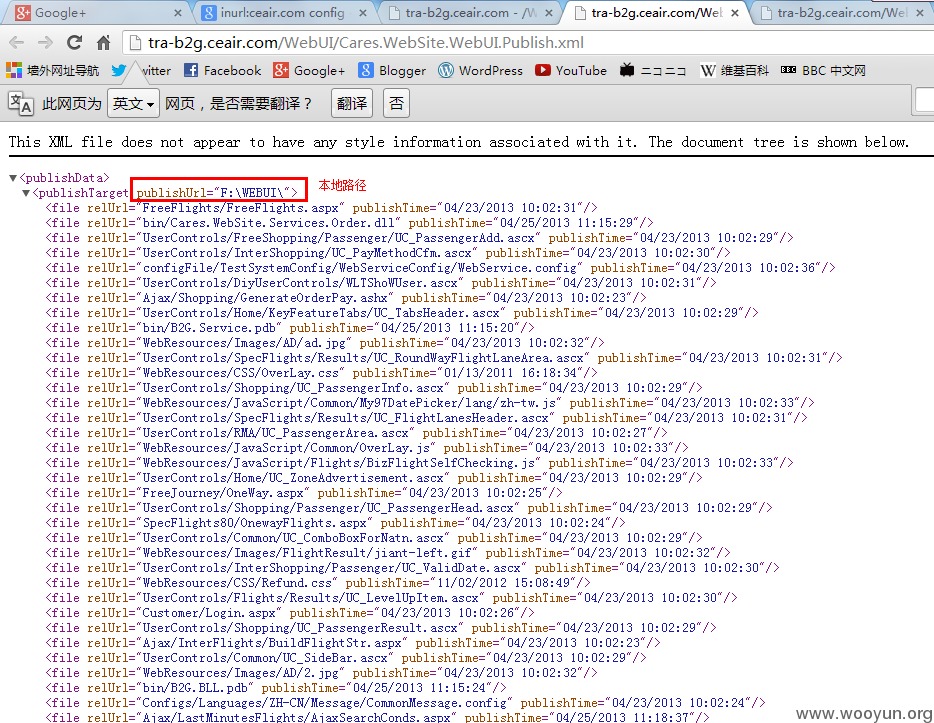 Google+
inurl:ceair.com config
tra-b2g.ceair.com - /W
tra-b2g.ceair.com/Wel
tra-b2g.ceair.com/Wel
tra-b2g.ceair.com/WebUI/Cares.WebSite.WebUI.Publish.xml
墙外网址导航 witter Facebook Google+ Blogger WordPress YouTube ニコニコ 维基百科 BBC 中文网
此网页为 英文 网页，是否需要翻译？ 翻译 否
This XML file does not appear to have any style information associated with it. The document tree is shown below.
▼<publishData>
▼<publishTarget publishUrl="F:\WEBUI\"> 本地路径
<file relUrl="FreeFlights/FreeFlights.aspx" publishTime="04/23/2013 10:02:31"/>
<file relUrl="bin/Cares.WebSite.Services.Order.dll" publishTime="04/25/2013 11:15:29"/>
<file relUrl="UserControls/FreeShopping/Passenger/UC_PassengerAdd.ascx" publishTime="04/23/2013 10:02:29"/>
<file relUrl="UserControls/InterShopping/UC_PayMethodCfm.ascx" publishTime="04/23/2013 10:02:30"/>
<file relUrl="configFile/TestSystemConfig/WebServiceConfig/WebService.config" publishTime="04/23/2013 10:02:36"/>
<file relUrl="UserControls/DiyUserControls/WLTShoWUser.ascx" publishTime="04/23/2013 10:02:31"/>
<file relUrl="Ajax/Shopping/GenerateOrderPay.ashx" publishTime="04/23/2013 10:02:23"/>
<file relUrl="UserControls/Home/KeyFeatureTabs/UC_TabsHeader.ascx" publishTime="04/23/2013 10:02:29"/>
<file relUrl="bin/B2G.Service.pdb" publishTime="04/25/2013 11:15:20"/>
<file relUrl="WebResources/Images/AD/ad.jpg" publishTime="04/23/2013 10:02:32"/>
<file relUrl="UserControls/SpecFlights/Results/UC_RoundWayFlightLaneArea.ascx" publishTime="04/23/2013 10:02:31"/>
<file relUrl="WebResources/CSS/OverLay.css" publishTime="01/13/2011 16:18:34"/>
<file relUrl="UserControls/Shopping/UC_PassengerInfo.ascx" publishTime="04/23/2013 10:02:29"/>
<file relUrl="WebResources/JavaScript/Common/My97DatePicker/lang/zh-tw.js" publishTime="04/23/2013 10:02:33"/>
<file relUrl="UserControls/SpecFlights/Results/UC_FlightLanesHeader.ascx" publishTime="04/23/2013 10:02:31"/>
<file relUrl="UserControls/RMA/UC_PassengerArea.ascx" publishTime="04/23/2013 10:02:27"/>
<file relUrl="WebResources/JavaScript/Common/OverLay.js" publishTime="04/23/2013 10:02:33"/>
<file relUrl="WebResources/JavaScript/Flights/BizFlightSelfChecking.js" publishTime="04/23/2013 10:02:33"/>
<file relUrl="UserControls/Home/UC_ZoneAdvertisement.ascx" publishTime="04/23/2013 10:02:29"/>
<file relUrl="FreeJourney/OneWay.aspx" publishTime="04/23/2013 10:02:25"/>
<file relUrl="UserControls/Shopping/Passenger/UC_PassengerHead.ascx" publishTime="04/23/2013 10:02:29"/>
<file relUrl="SpecFlights80/OnewayFlights.aspx" publishTime="04/23/2013 10:02:24"/>
<file relUrl="UserControls/Common/UC_ComboBoxForNatn.ascx" publishTime="04/23/2013 10:02:29"/>
<file relUrl="WebResources/Images/FlightResult/jiant-left.gif" publishTime="04/23/2013 10:02:32"/>
<file relUrl="UserControls/InterShopping/Passenger/UC_ValidDate.ascx" publishTime="04/23/2013 10:02:30"/>
<file relUrl="WebResources/CSS/Refund.css" publishTime="11/02/2012 15:08:49"/>
<file relUrl="UserControls/Flights/Results/UC_LevelUpItem.ascx" publishTime="04/23/2013 10:02:30"/>
<file relUrl="Customer/Login.aspx" publishTime="04/23/2013 10:02:26"/>
<file relUrl="UserControls/Shopping/UC_PassengerResult.ascx" publishTime="04/23/2013 10:02:29"/>
<file relUrl="Ajax/InterFlights/BuildFlightStr.aspx" publishTime="04/23/2013 10:02:23"/>
<file relUrl="UserControls/Common/UC_SideBar.ascx" publishTime="04/23/2013 10:02:29"/>
<file relUrl="WebResources/Images/AD/2.jpg" publishTime="04/23/2013 10:02:32"/>
<file relUrl="bin/B2G.BLL.pdb" publishTime="04/25/2013 11:15:24"/>
<file relUrl="Configs/Languages/ZH-CN/Message/CommonMessage.config" publishTime="04/23/2013 10:02:24"/>
<file relUrl="Ajax/LastMinutesFlights/AjaxSearchConds.aspx" publishTime="04/25/2013 11:18:37"/>
www.wooyun.org